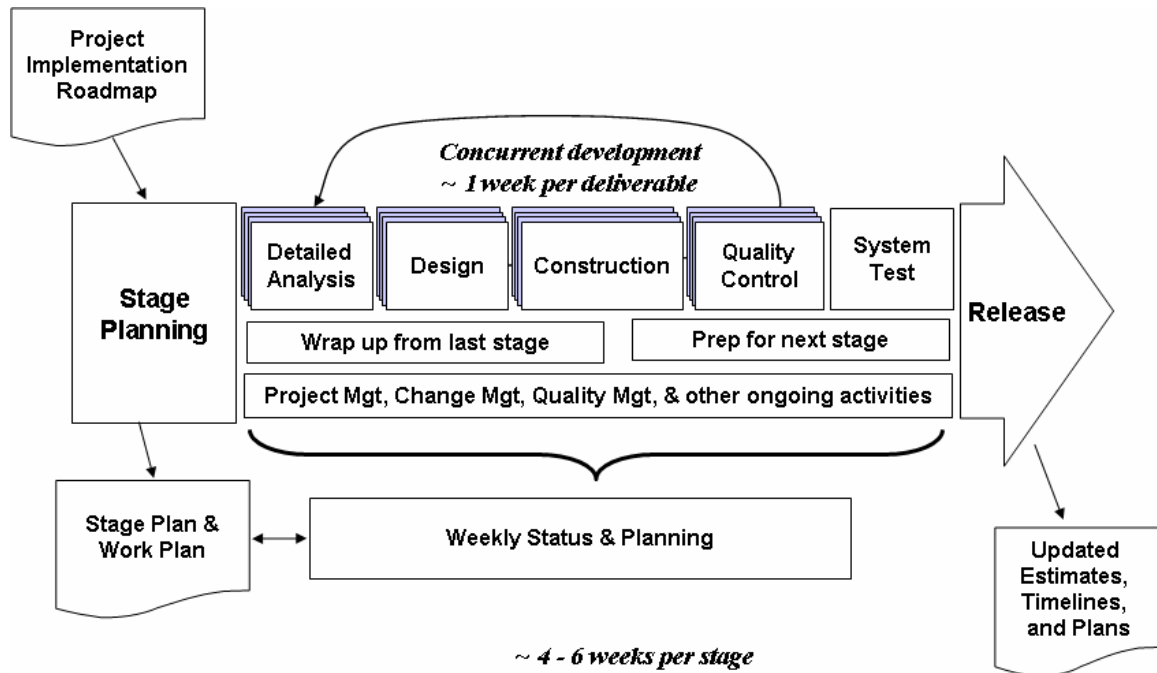 Project
Implementation
Roadmap
Concurrent development
~ 1 week per deliverable
Stage
Planning
Detailed
Analysis
Design
Construction
Quality
Control
System
Test
Release
Wrap up from last stage
Prep for next stage
Project Mgt, Change Mgt, Quality Mgt, & other ongoing activities
Stage Plan &
Work Plan
Weekly Status & Planning
Updated
Estimates,
Timelines,
and Plans
~ 4 - 6 weeks per stage